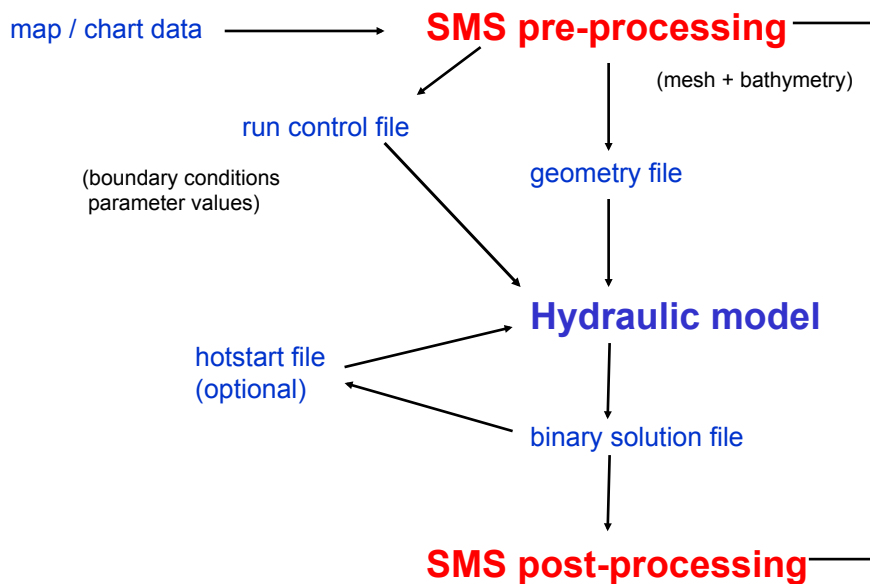 map / chart data
SMS pre-processing
(mesh + bathymetry)
run control file
(boundary conditions
parameter values)
geometry file
Hydraulic model
hotstart file
(optional)
binary solution file
SMS post-processing